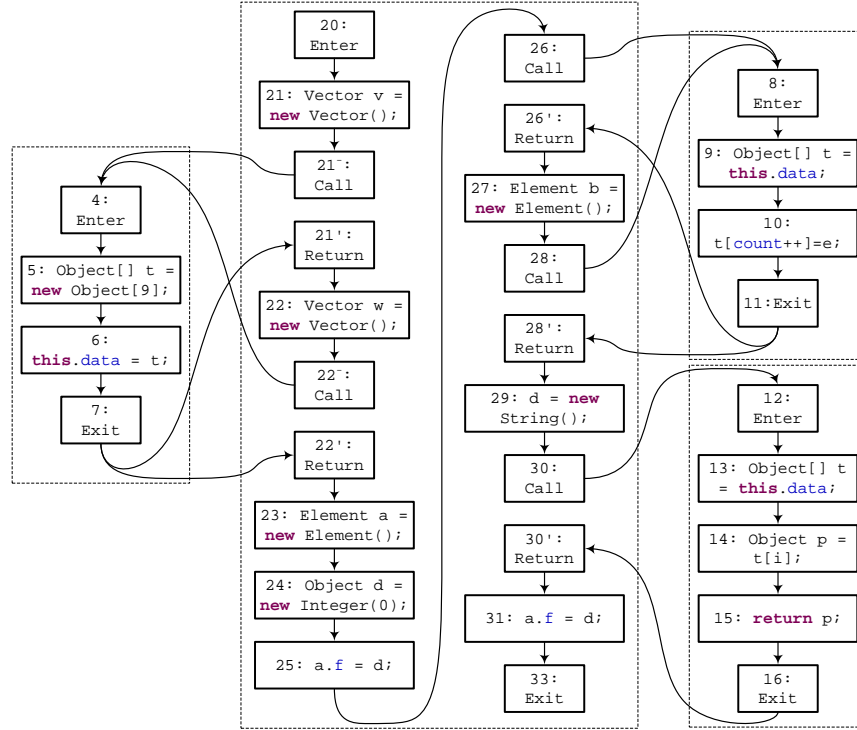 4:
Enter
5: Object[] t =
new Object[9];
6:
this.data = t;
7:
Exit
20:
Enter
21: Vector v =
new Vector();
21⁻:
Call
21':
Return
22: Vector w =
new Vector();
22⁻:
Call
22':
Return
23: Element a =
new Element();
24: Object d =
new Integer(0);
25: a.f = d;
26:
Call
26':
Return
27: Element b =
new Element();
28:
Call
28':
Return
29: d = new
String();
30:
Call
30':
Return
31: a.f = d;
33:
Exit
8:
Enter
9: Object[] t =
this.data;
10:
t[count++]=e;
11:Exit
12:
Enter
13: Object[] t
= this.data;
14: Object p =
t[i];
15: return p;
16:
Exit